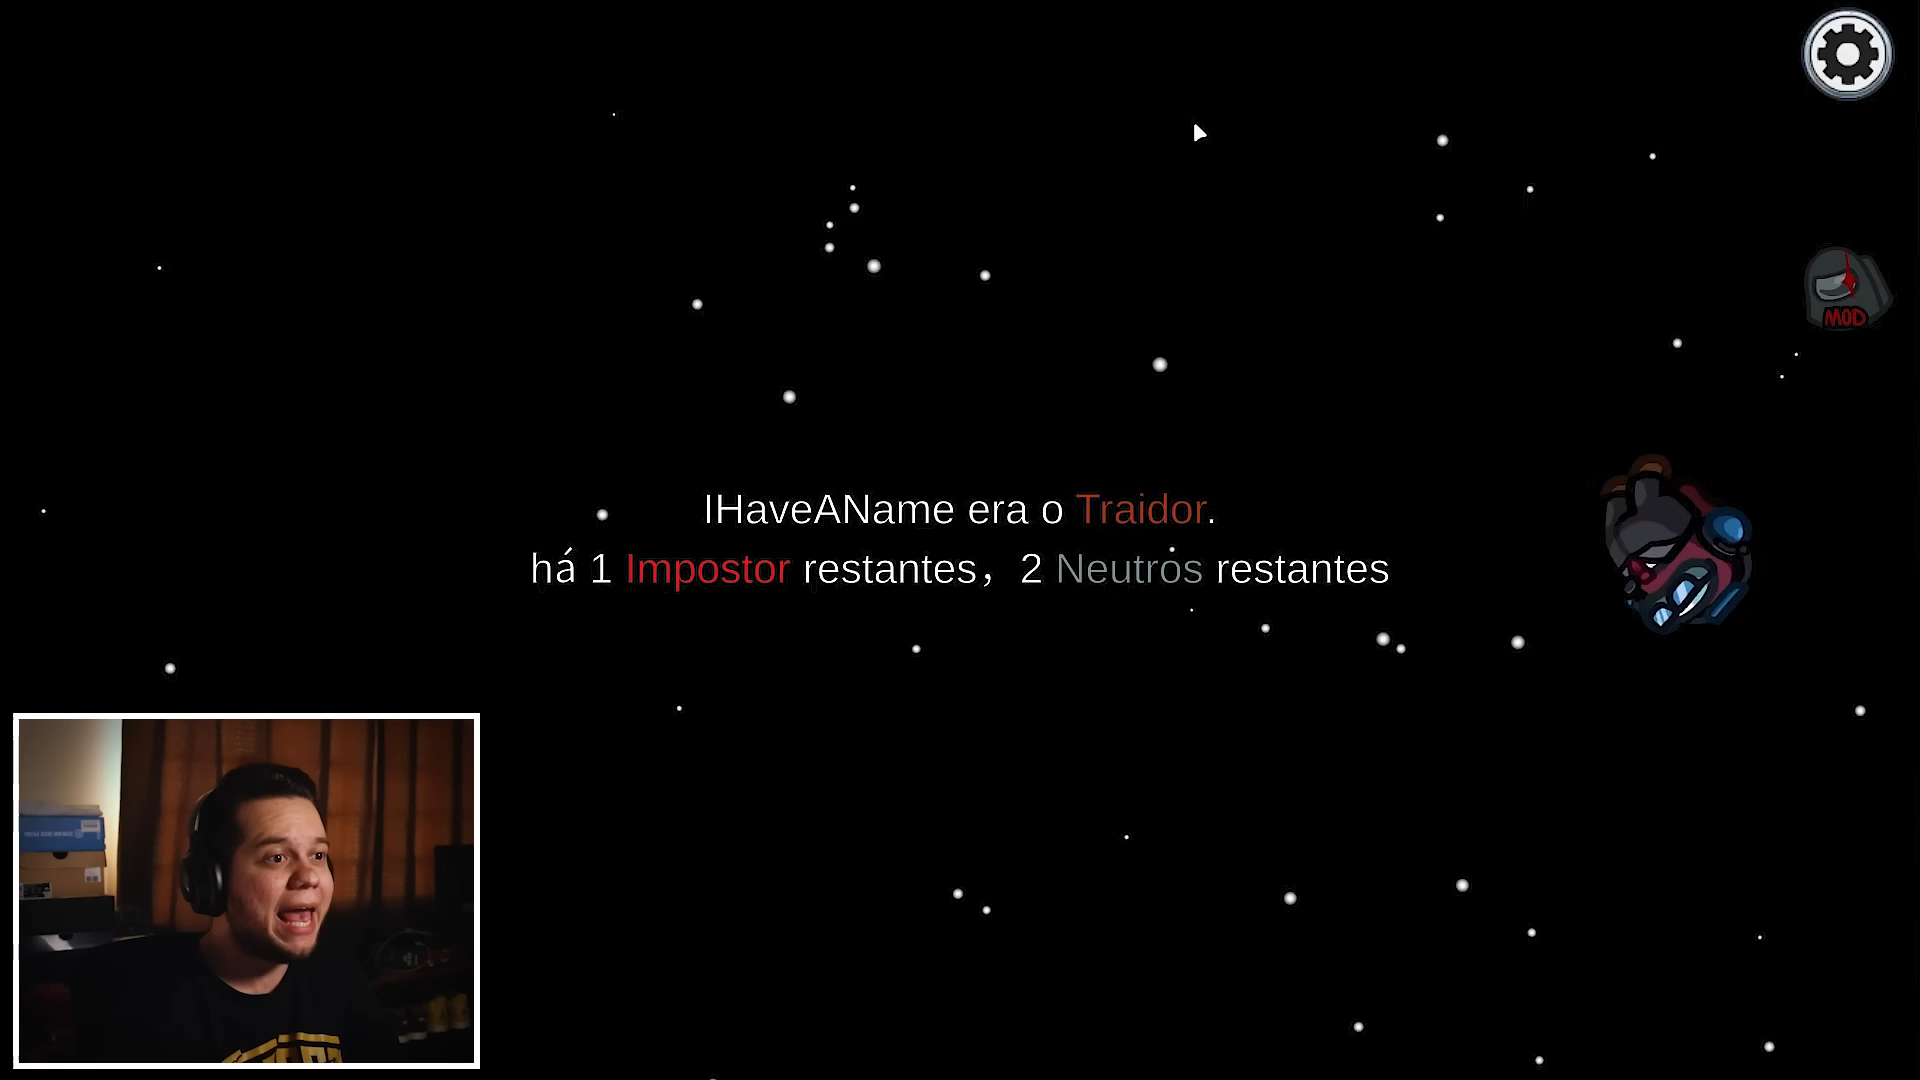 MOD
IHaveAName era o Traidor.
há 1 Impostor restantes, 2 Neutros restantes